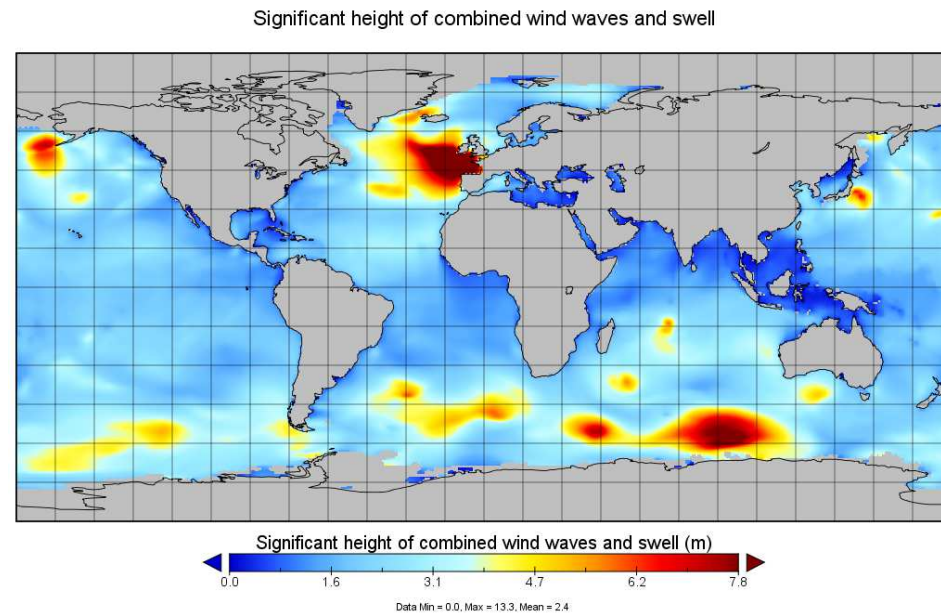 Significant height of combined wind waves and swell
Significant height of combined wind waves and swell (m)
0.0 1.6 3.1 4.7 6.2 7.8
Data Min = 0.0, Max = 13.3, Mean = 2.4